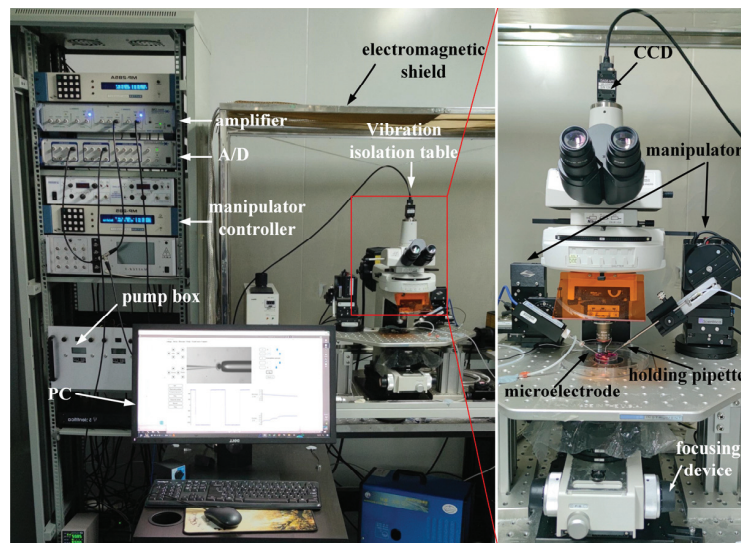 electromagnetic
shield
Vibration
isolation table
amplifier
A/D
manipulator
controller
pump box
PC
CCD
manipulator
microelectrode
holding pipette
focusing
device